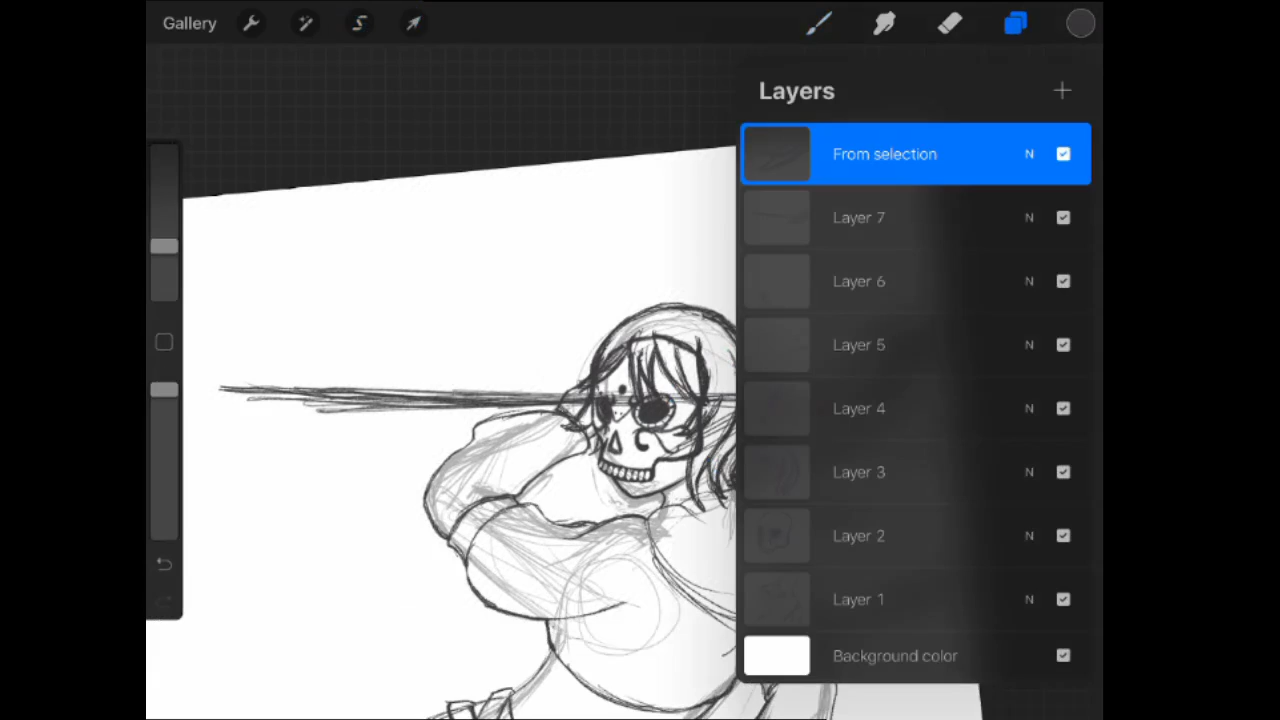 Gallery
Layers
From selection N
Layer 7 N
Layer 6 N
Layer 5 N
Layer 4 N
Layer 3 N
Layer 2 N
Layer 1 N
Background color